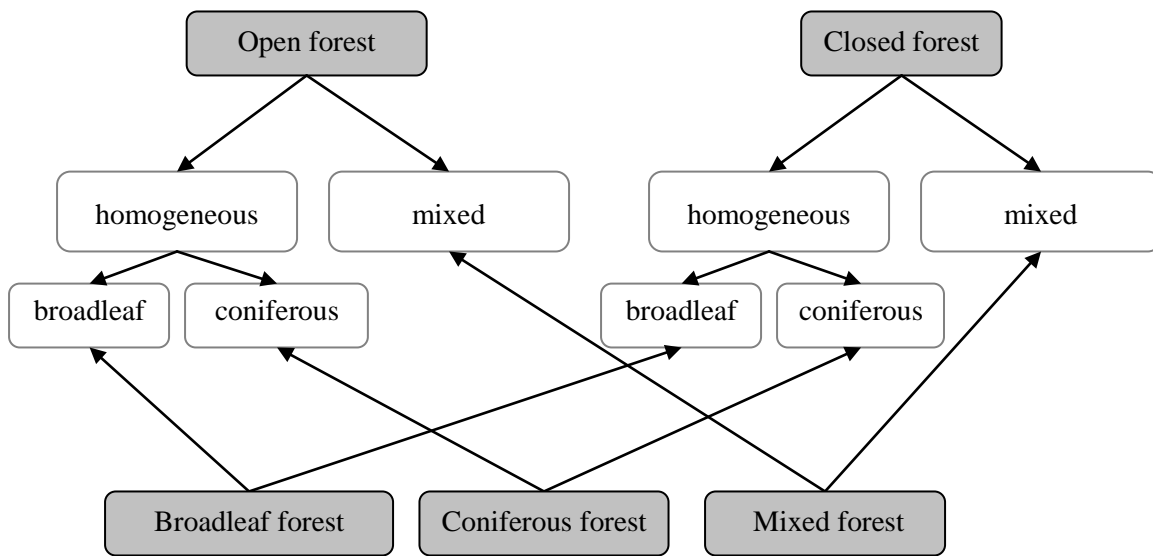 Open forest
Closed forest
homogeneous
mixed
homogeneous
mixed
broadleaf
coniferous
broadleaf
coniferous
Broadleaf forest
Coniferous forest
Mixed forest